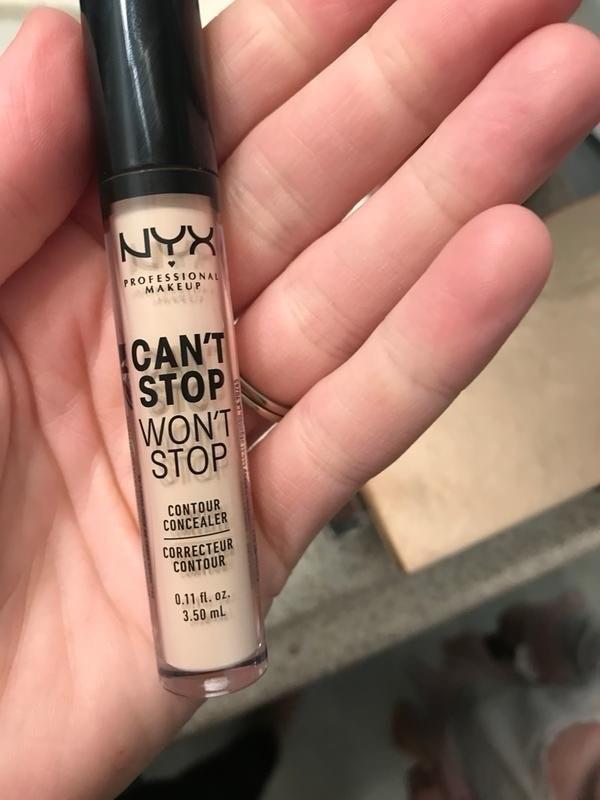 NYX
PROFESSIONAL
MAKEUP
CAN'T
STOP
WON'T
STOP
CONTOUR
CONCEALER
CORRECTEUR
CONTOUR
0.11 fl. oz.
3.50 mL